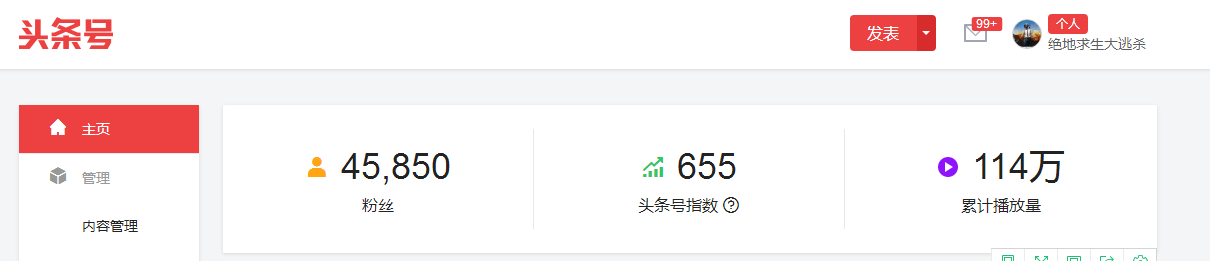 头条号
发表
99+
个人
绝地求生大逃杀
主页
管理
内容管理
45,850
粉丝
655
头条号指数
114万
累计播放量